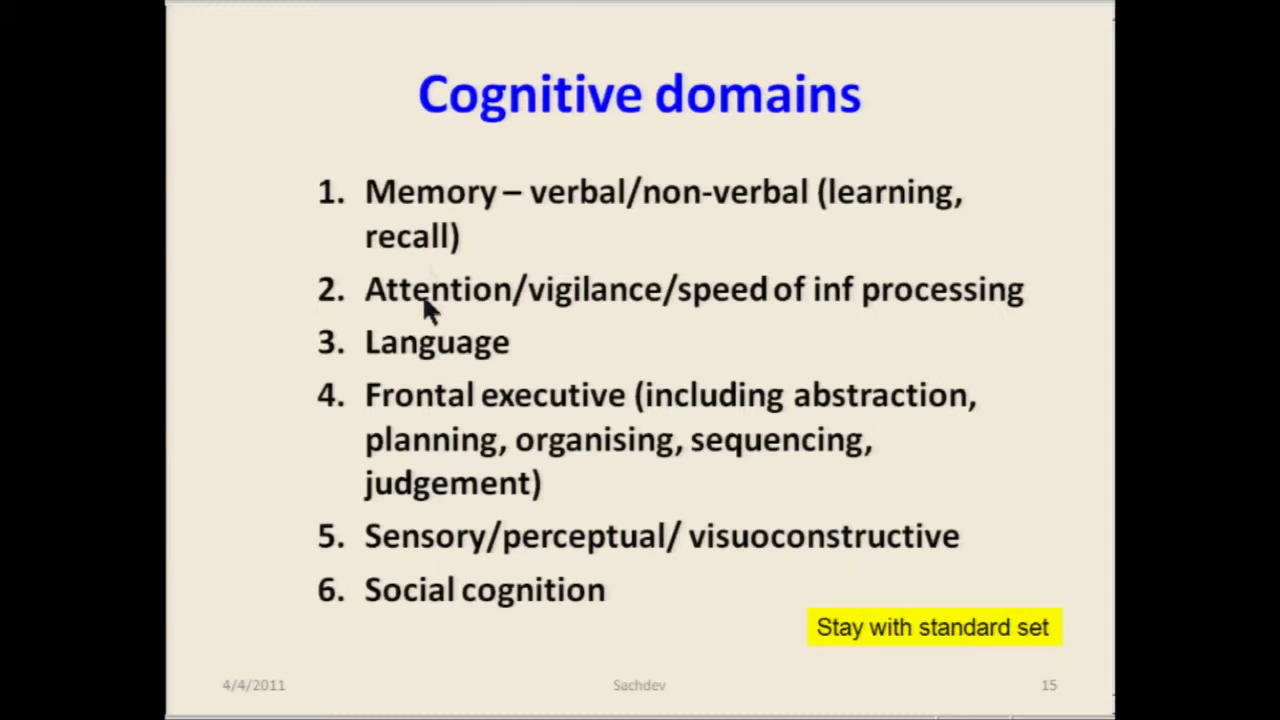 Cognitive domains
1. Memory – verbal/non-verbal (learning,
recall)
2. Attention/vigilance/speed of inf processing
3. Language
4. Frontal executive (including abstraction,
planning, organising, sequencing,
judgement)
5. Sensory/perceptual/ visuoconstructive
6. Social cognition
Stay with standard set
4/4/2011
Sachdev
15